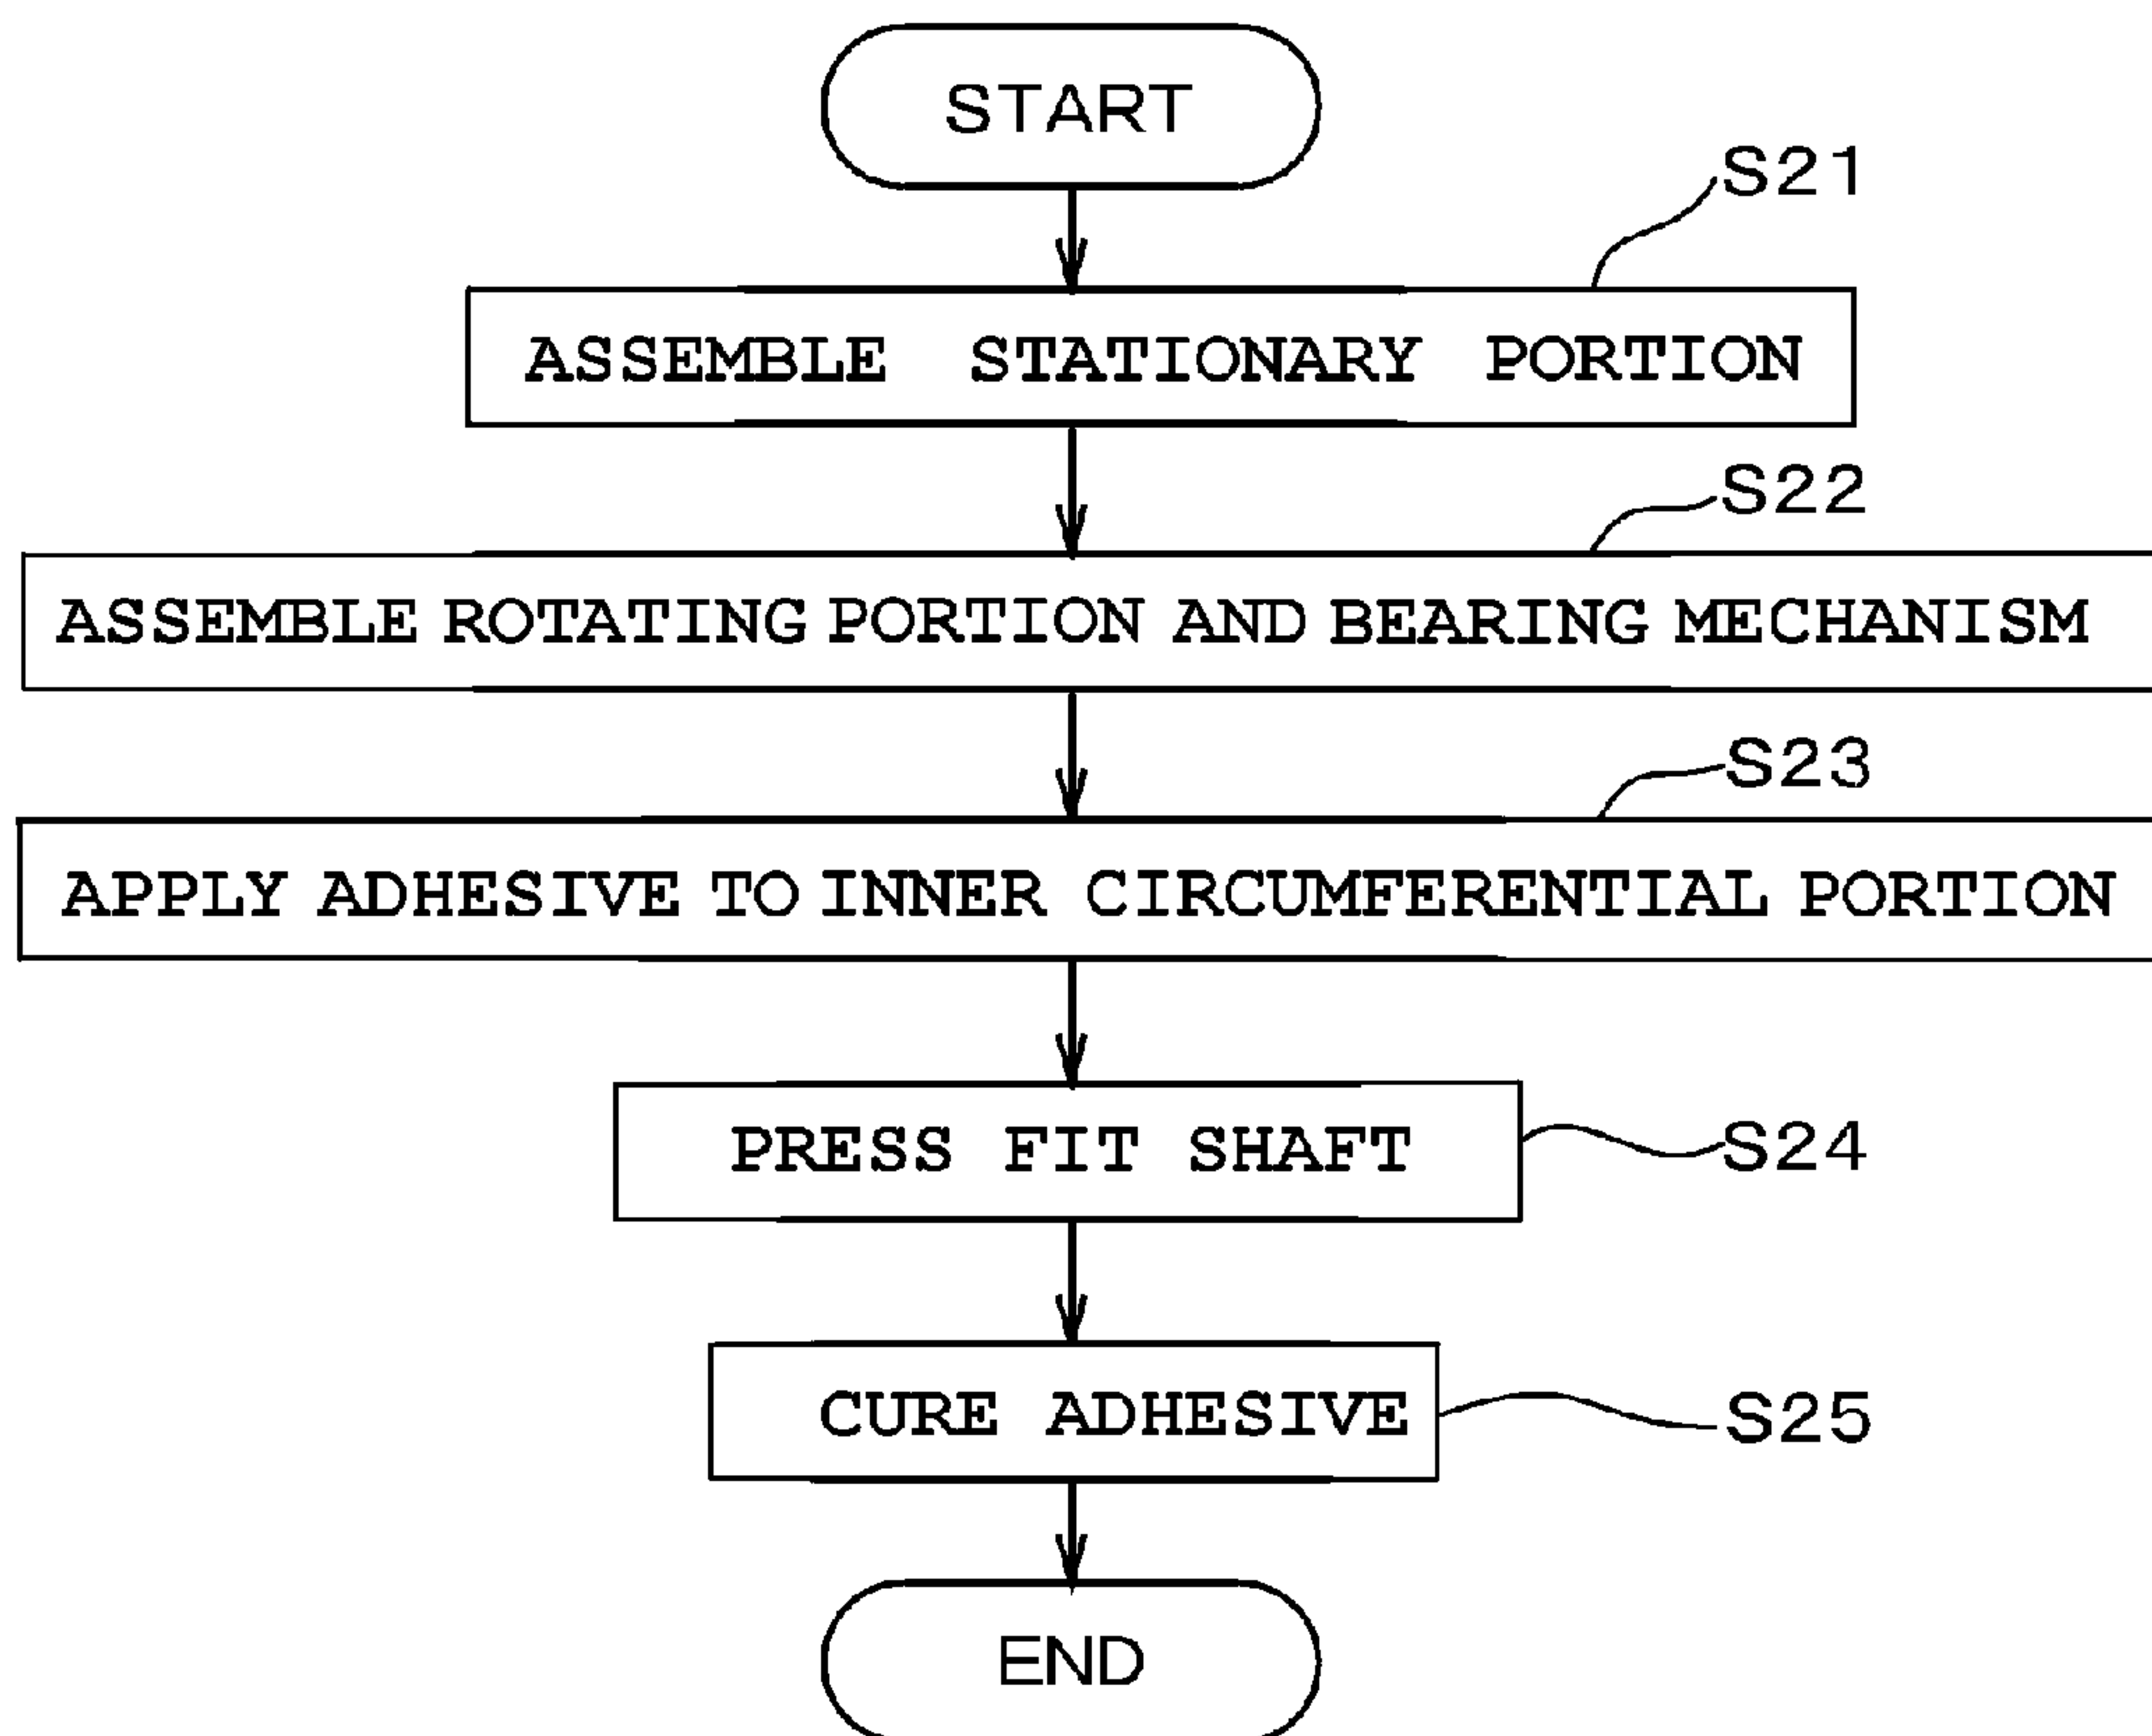 START
S21
ASSEMBLE STATIONARY PORTION
S22
ASSEMBLE ROTATING PORTION AND BEARING MECHANISM
S23
APPLY ADHESIVE TO INNER CIRCUMFERENTIAL PORTION
PRESS FIT SHAFT
S24
CURE ADHESIVE
S25
END